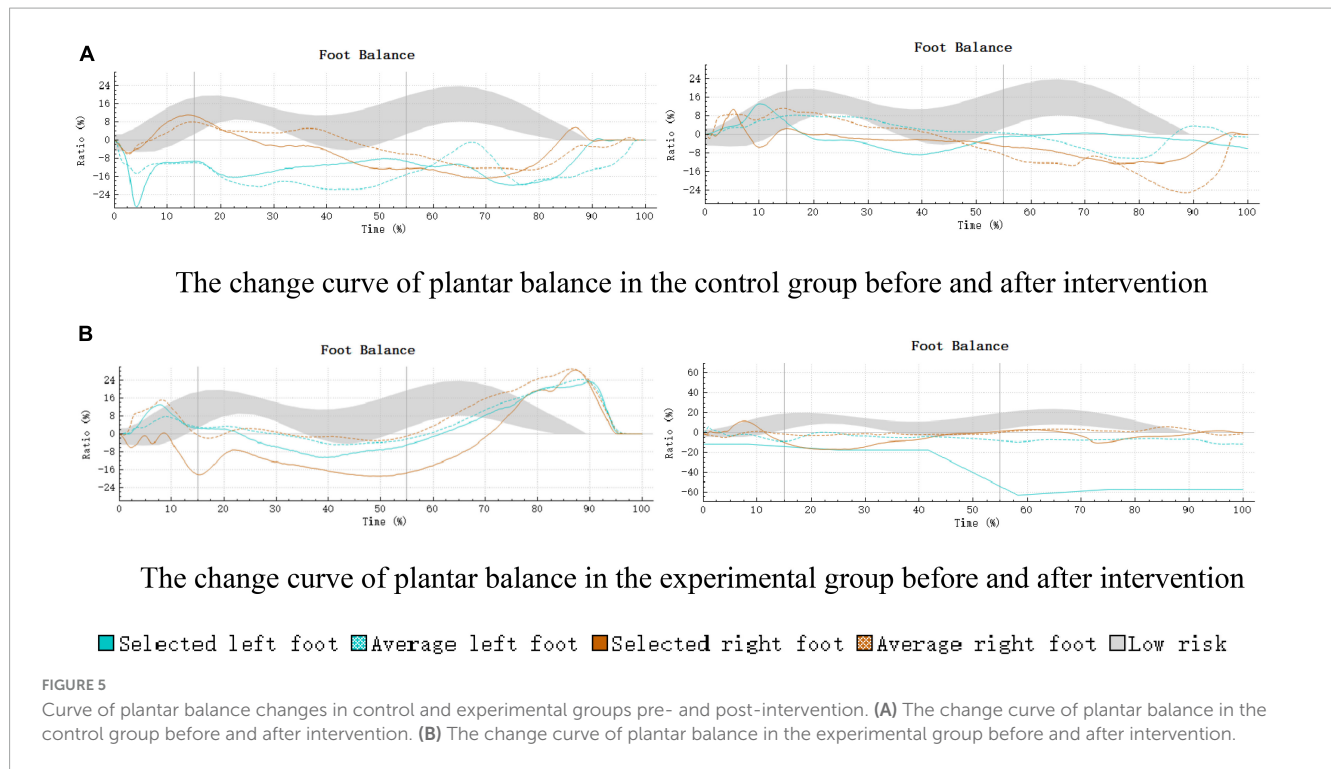 A
Foot Balance
Ratio (%)
24
16
8
0
-8
-16
-24
0 10 20 30 40 50 60 70 80 90 100
Time (%)
Foot Balance
Ratio (%)
24
16
8
0
-8
-16
-24
0 10 20 30 40 50 60 70 80 90 100
Time (%)
The change curve of plantar balance in the control group before and after intervention
B
Foot Balance
Ratio (%)
24
16
8
0
-8
-16
-24
0 10 20 30 40 50 60 70 80 90 100
Time (%)
Foot Balance
Ratio (%)
60
40
20
0
-20
-40
-60
0 10 20 30 40 50 60 70 80 90 100
Time (%)
The change curve of plantar balance in the experimental group before and after intervention
Selected left foot Average left foot Selected right foot Average right foot Low risk
FIGURE 5
Curve of plantar balance changes in control and experimental groups pre- and post-intervention. (A) The change curve of plantar balance in the
control group before and after intervention. (B) The change curve of plantar balance in the experimental group before and after intervention.